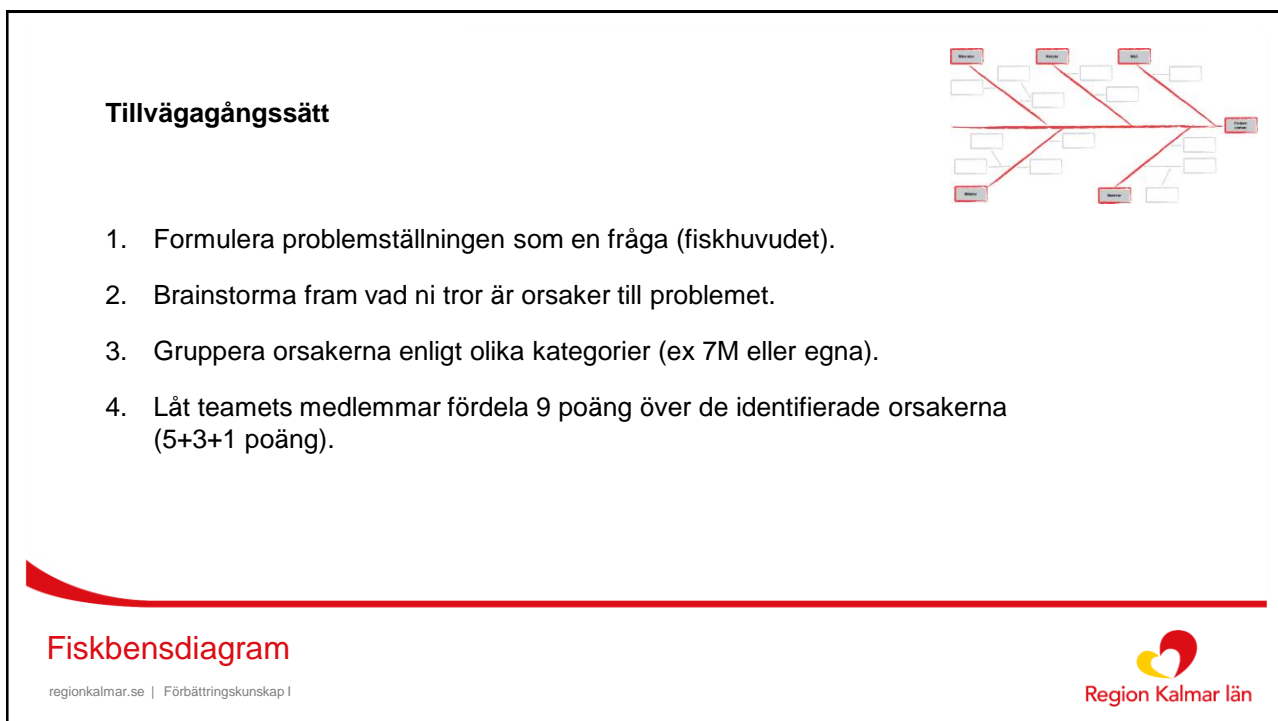 Tillvägagångssätt
1. Formulera problemställningen som en fråga (fiskhuvudet).
2. Brainstorma fram vad ni tror är orsaker till problemet.
3. Gruppera orsakerna enligt olika kategorier (ex 7M eller egna).
4. Låt teamets medlemmar fördela 9 poäng över de identifierade orsakerna
(5+3+1 poäng).
Fiskbensdiagram
regionkalmar.se | Förbättringskunskap I
Region Kalmar län